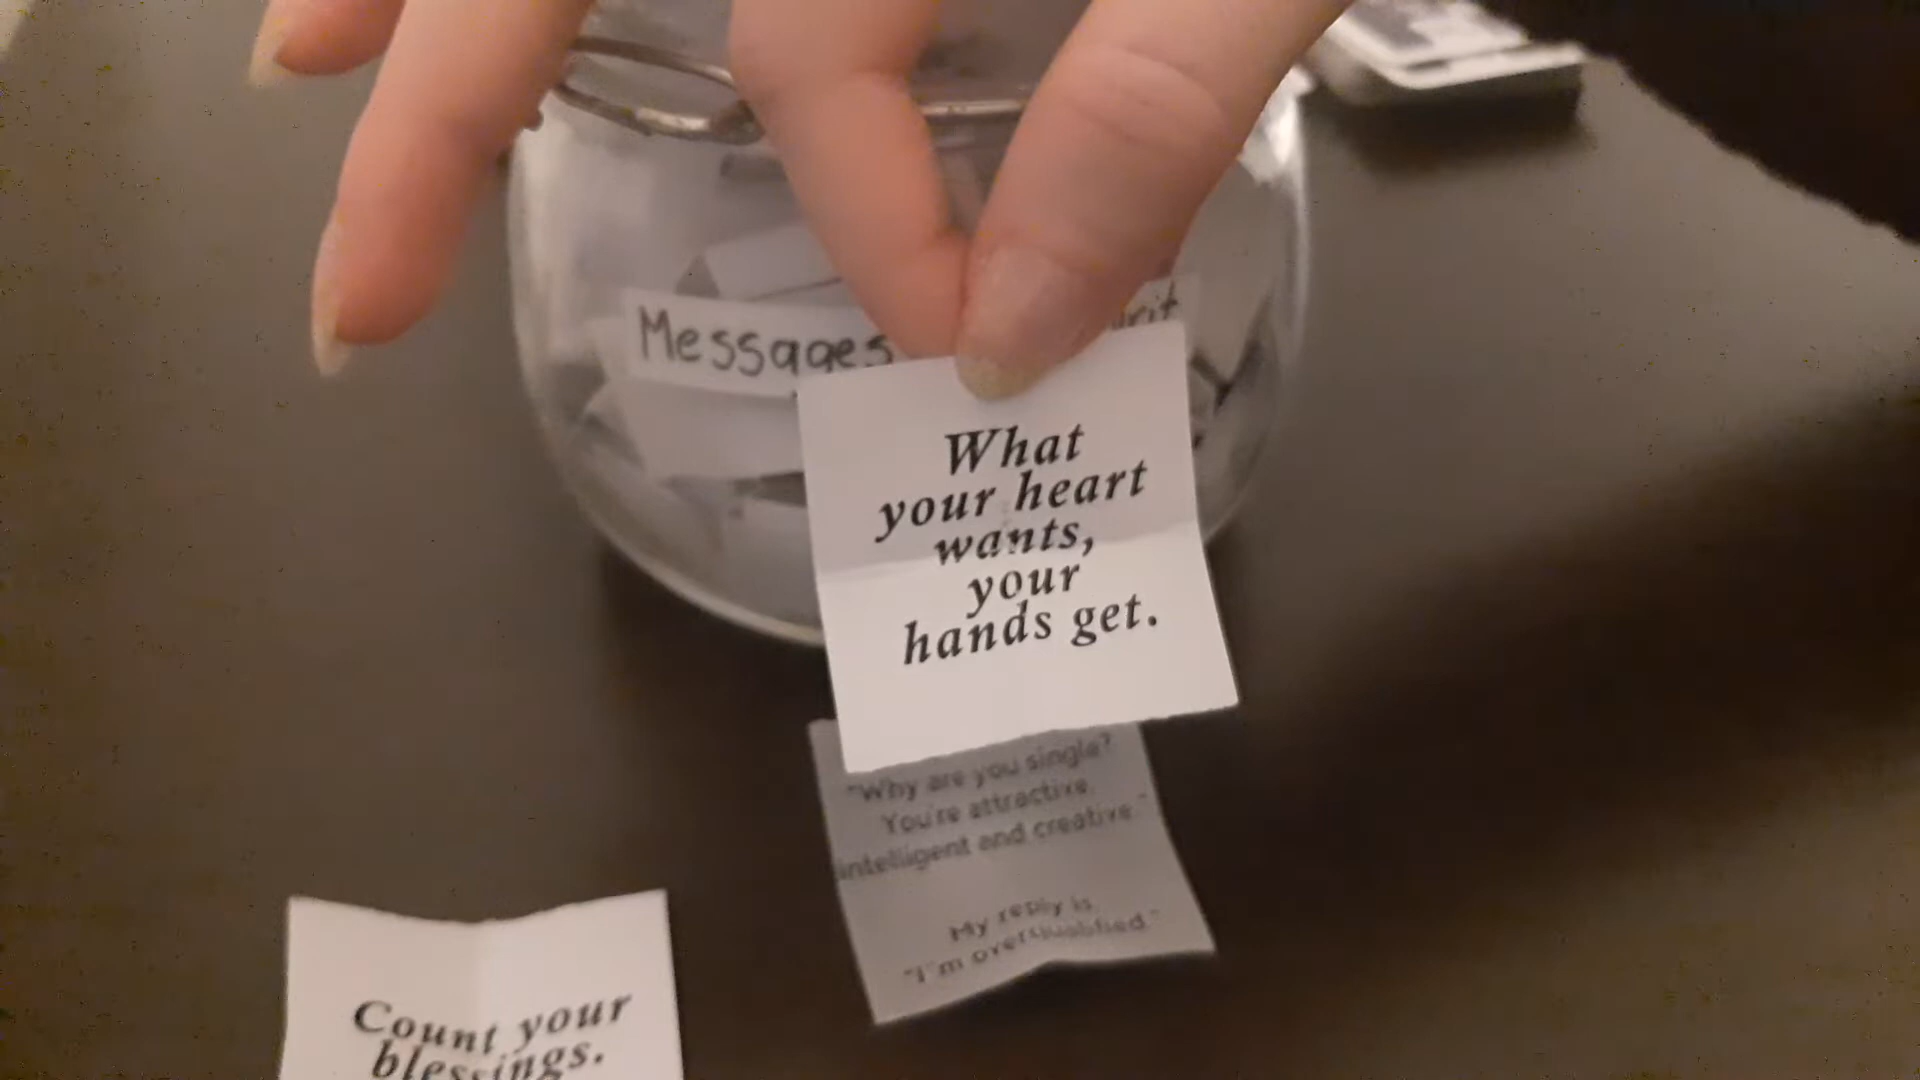 Messages
What
your heart
wants,
your
hands get.
"Why are you single?
You're attractive,
intelligent and creative."
My reply is
"I'm overqualified."
Count your
blessings.